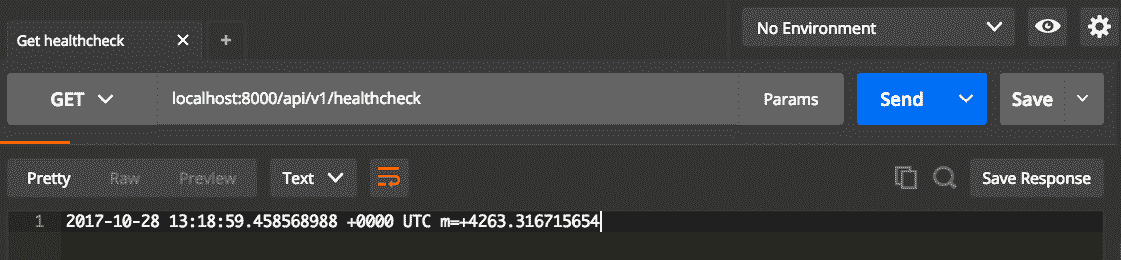 No Environment
Get healthcheck
GET localhost:8000/api/v1/healthcheck Params Send Save
Pretty Raw Preview Text Save Response
1 2017-10-28 13:18:59.458568988 +0000 UTC m=+4263.316715654